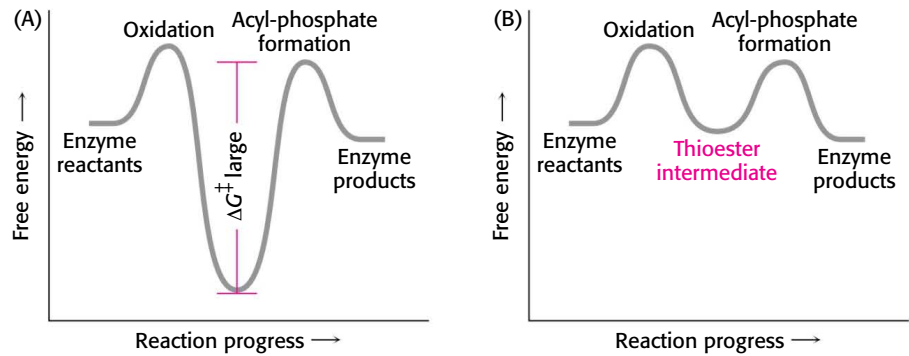 (A)
Oxidation
Acyl-phosphate
formation
Free energy →
Enzyme
reactants
ΔG‡ large
Enzyme
products
Reaction progress →
(B)
Oxidation
Acyl-phosphate
formation
Free energy →
Enzyme
reactants
Thioester
intermediate
Enzyme
products
Reaction progress →